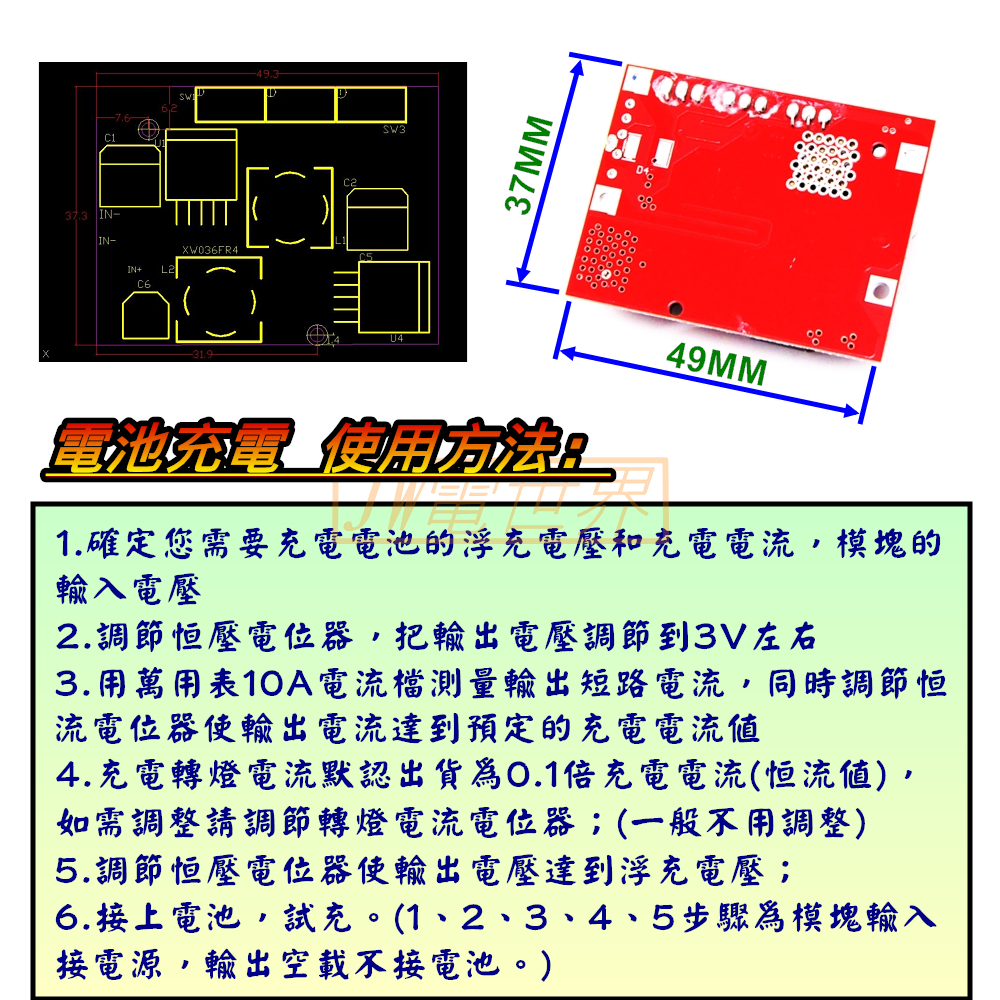 49.3
SW1
SW3
6.2
7.6
C1
U1
C2
37.3
IN-
IN-
L1
XW036FR4
C5
IN+
L2
C6
U4
31.9
X
37MM
D4
49MM
電池充電 使用方法:
JW電世界
1.確定您需要充電電池的浮充電壓和充電電流，模塊的
輸入電壓
2.調節恒壓電位器，把輸出電壓調節到3V左右
3.用萬用表10A電流檔測量輸出短路電流，同時調節恒
流電位器使輸出電流達到預定的充電電流值
4.充電轉燈電流默認出貨爲0.1倍充電電流(恒流值)，
如需調整請調節轉燈電流電位器；(一般不用調整)
5.調節恒壓電位器使輸出電壓達到浮充電壓；
6.接上電池，試充。(1、2、3、4、5步驟爲模塊輸入
接電源，輸出空載不接電池。)